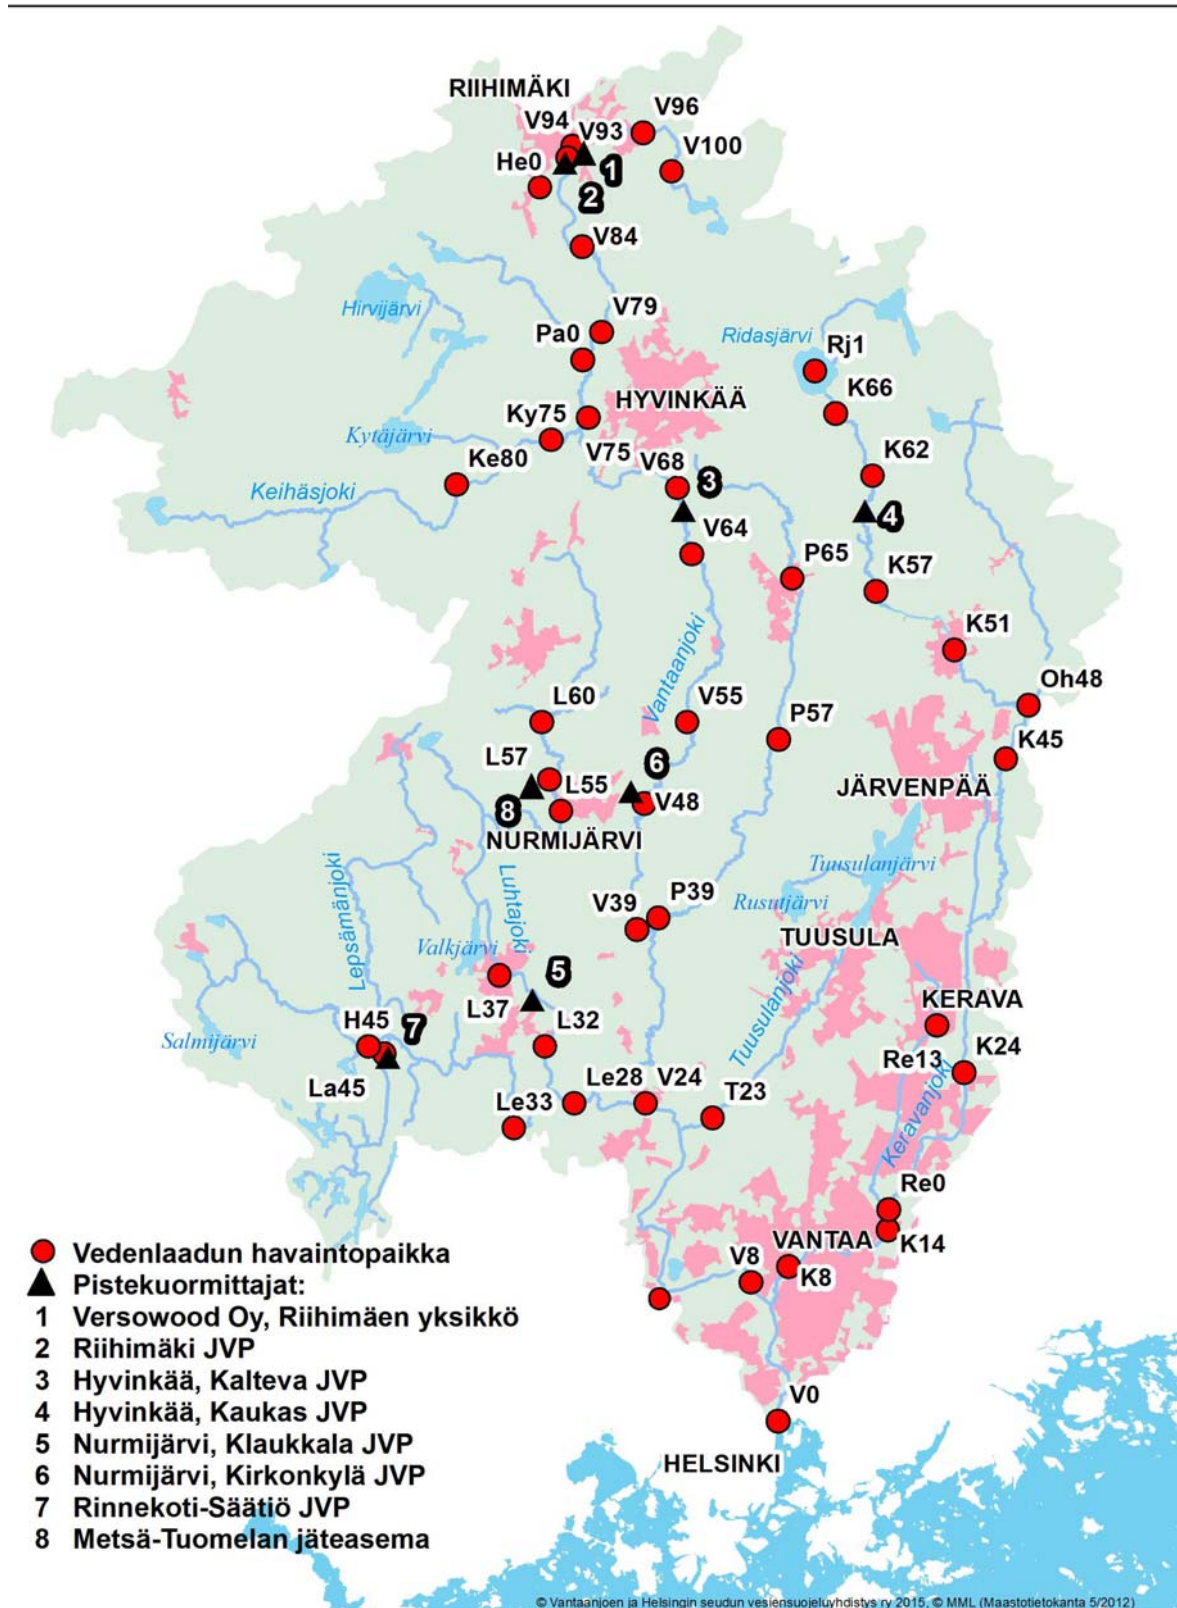 RIIHIMÄKI
V96
V94
V93
V100
He0
1
2
V84
Hirvijärvi
V79
Ridasjärvi
Pa0
Rj1
HYVINKÄÄ
K66
Ky75
Kytäjärvi
V75
V68
K62
Ke80
3
Keihäsjoki
4
V64
P65
K57
K51
Vantaanjoki
Oh48
L60
V55
P57
K45
L57
6
L55
JÄRVENPÄÄ
V48
8
NURMIJÄRVI
Tuusulanjärvi
Lepsämänjoki
Luhtajoki
V39
P39
Rusutjärvi
TUUSULA
Valkjärvi
5
KERAVA
L37
Tuusulanjoki
H45
7
L32
Salmijärvi
Re13
K24
La45
Le28
V24
T23
Le33
Keravanjoki
Re0
K14
VANTAA
V8
K8
V0
HELSINKI
Vedenlaadun havaintopaikka
Pistekuormittajat:
1 Versowood Oy, Riihimäen yksikkö
2 Riihimäki JVP
3 Hyvinkää, Kalteva JVP
4 Hyvinkää, Kaukas JVP
5 Nurmijärvi, Klaukkala JVP
6 Nurmijärvi, Kirkonkylä JVP
7 Rinnekoti-Säätiö JVP
8 Metsä-Tuomelan jäteasema
© Vantaanjoen ja Helsingin seudun vesiensuojeluyhdistys ry 2015, © MML (Maastotietokanta 5/2012)